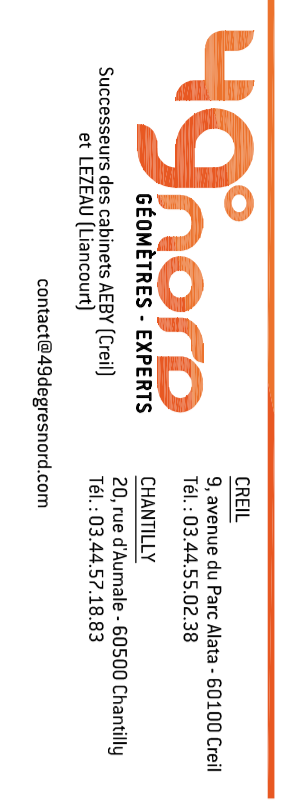 49°nord
GÉOMÈTRES - EXPERTS
Successeurs des cabinets AEBY (Creil)
et LEZEAU (Liancourt)
contact@49degresnord.com
CREIL
9, avenue du Parc Alata - 60100 Creil
Tél. : 03.44.55.02.38
CHANTILLY
20, rue d'Aumale - 60500 Chantilly
Tél. : 03.44.57.18.83